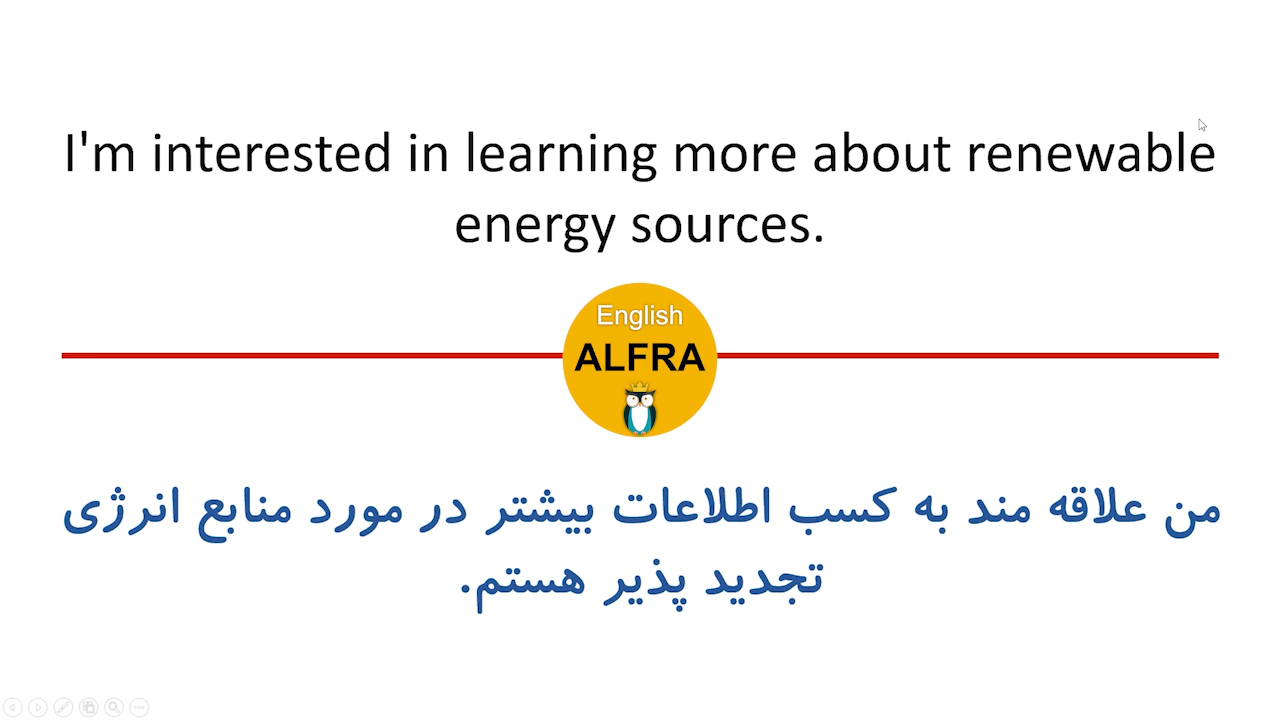 I'm interested in learning more about renewable
energy sources.
English
ALFRA
من علاقه مند به کسب اطلاعات بیشتر در مورد منابع انرژی
تجدید پذیر هستم.